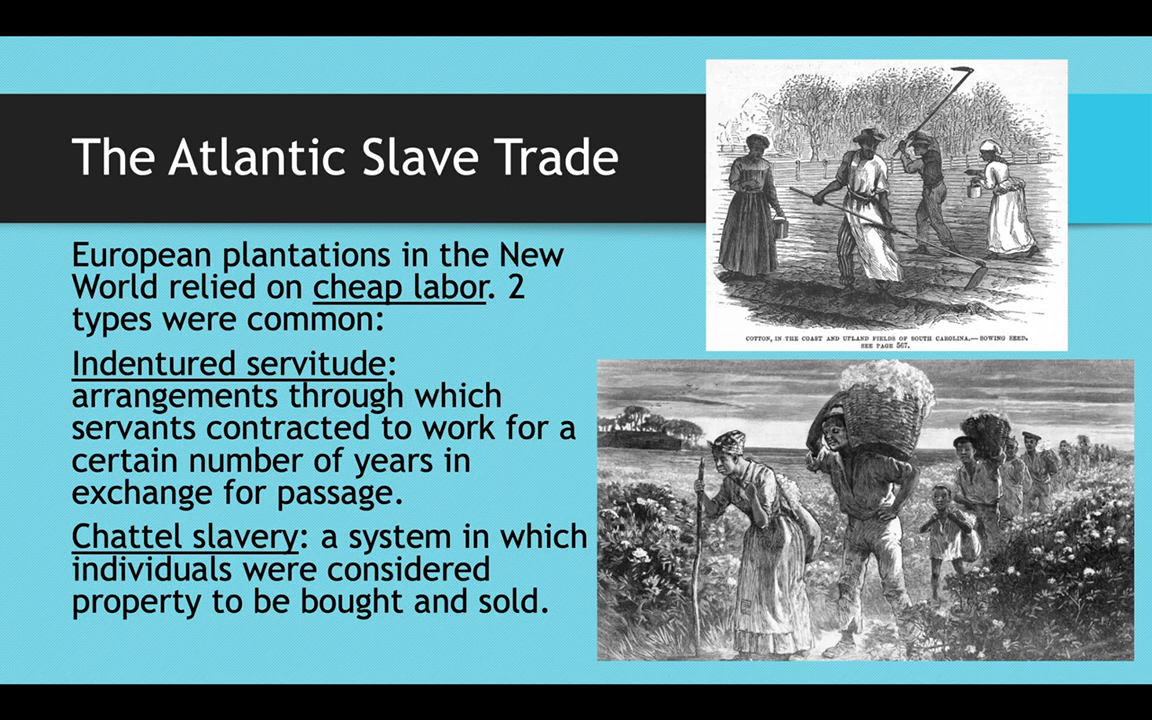 The Atlantic Slave Trade
European plantations in the New
World relied on cheap labor. 2
types were common:
Indentured servitude:
arrangements through which
servants contracted to work for a
certain number of years in
exchange for passage.
Chattel slavery: a system in which
individuals were considered
property to be bought and sold.
COTTON, IN THE COAST AND UPLAND FIELDS OF SOUTH CAROLINA.—SOWING SEED.
SEE PAGE 567.